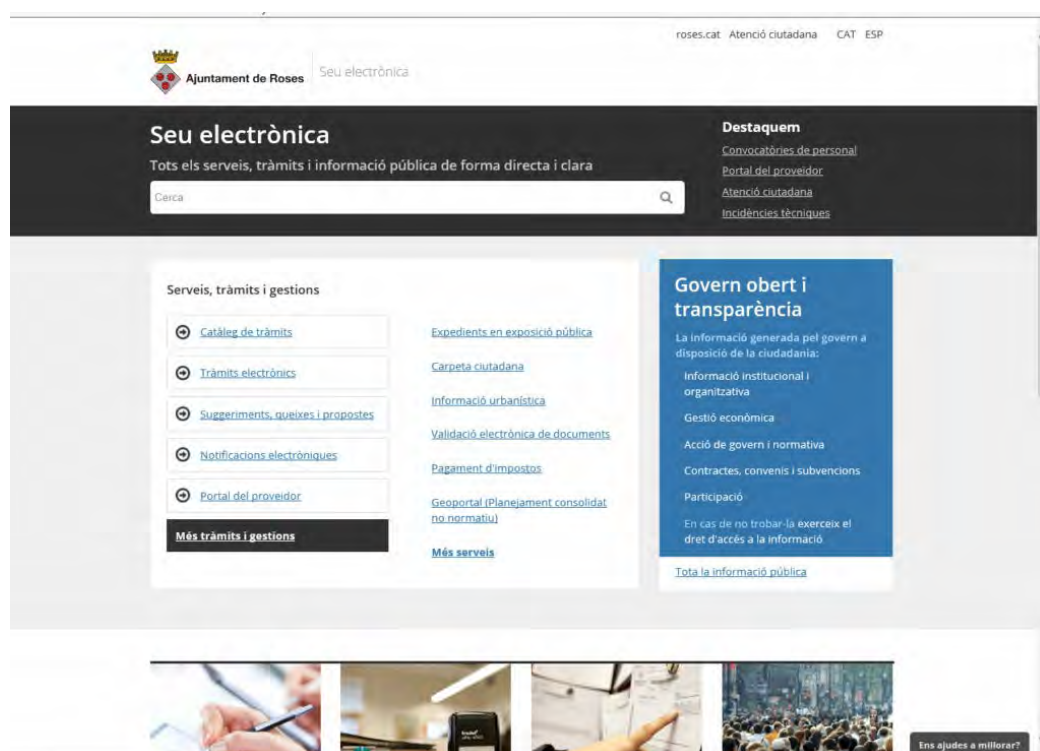 roses.cat Atenció ciutadana CAT ESP
Ajuntament de Roses
Seu electrònica
Seu electrònica
Tots els serveis, tràmits i informació pública de forma directa i clara
Cerca
Destaquem
Convocatòries de personal
Portal del proveïdor
Atenció ciutadana
Incidències tècniques
Serveis, tràmits i gestions
Catàleg de tràmits
Tràmits electrònics
Suggeriments, queixes i propostes
Notificacions electròniques
Portal del proveïdor
Més tràmits i gestions
Expedients en exposició pública
Carpeta ciutadana
Informació urbanística
Validació electrònica de documents
Pagament d'impostos
Geoportal (Planejament consolidat
no normatiu)
Més serveis
Govern obert i
transparència
La informació generada pel govern a
disposició de la ciudadania:
Informació institucional i
organitzativa
Gestió econòmica
Acció de govern i normativa
Contractes, convenis i subvencions
Participació
En cas de no trobar-la exerceix el
dret d'accés a la informació
Tota la informació pública
Ens ajudes a millorar?